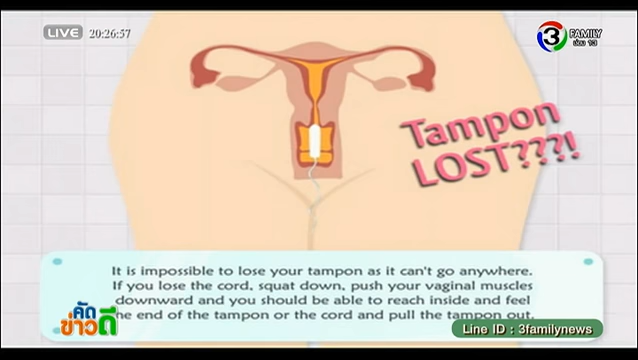 LIVE 20:26:57
3 FAMILY
ช่อง 13
Tampon
LOST???!
It is impossible to lose your tampon as it can't go anywhere.
If you lose the cord, squat down, push your vaginal muscles
downward and you should be able to reach inside and feel
he end of the tampon or the cord and pull the tampon out.
คัด
ข่าวดี
Line ID : 3familynews